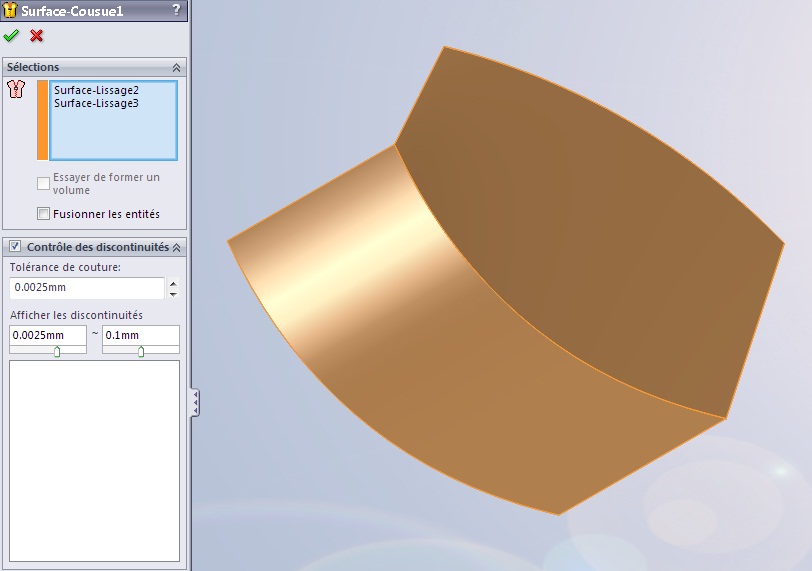 Surface-Cousue1 ?
Sélections
Surface-Lissage2
Surface-Lissage3
Essayer de former un
volume
Fusionner les entités
Contrôle des discontinuités
Tolérance de couture:
0.0025mm
Afficher les discontinuités
0.0025mm ~ 0.1mm